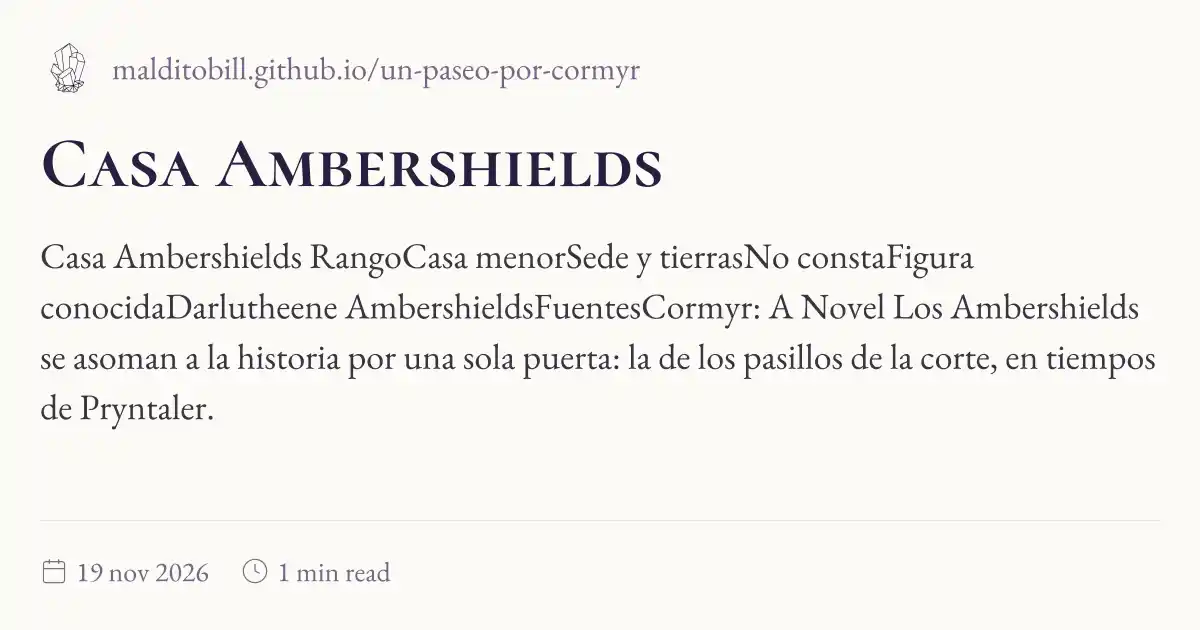 malditobill.github.io/un-paseo-por-cormyr
Casa Ambershields
Casa Ambershields RangoCasa menorSede y tierrasNo constaFigura
conocidaDarlutheene AmbershieldsFuentesCormyr: A Novel Los Ambershields
se asoman a la historia por una sola puerta: la de los pasillos de la corte, en tiempos
de Pryntaler.
19 nov 2026 1 min read